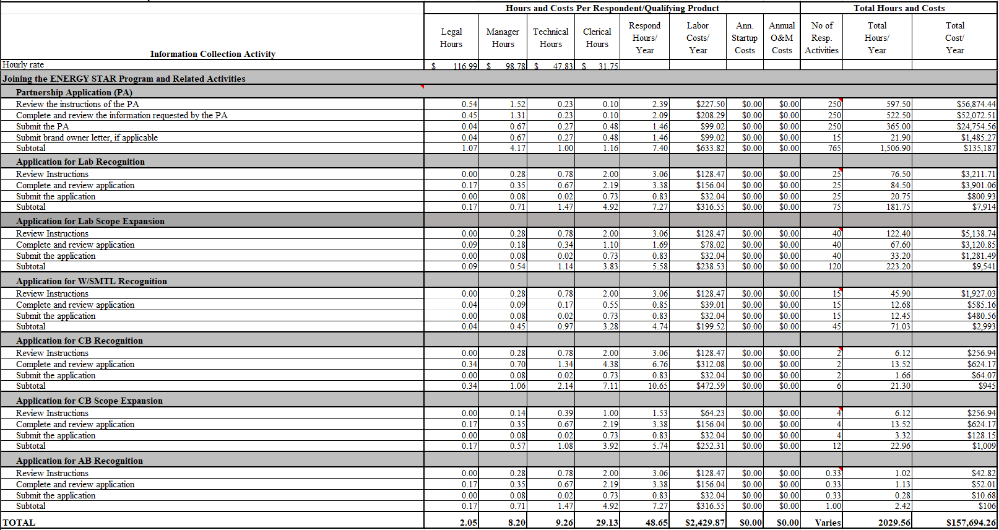 Hours and Costs Per Respondent/Qualifying Product Total Hours and Costs
Information Collection Activity Legal Hours Manager Hours Technical Hours Clerical Hours Respond Hours/ Year Labor Costs/ Year Ann. Startup Costs Annual O&M Costs No of Resp. Activities Total Hours/ Year Total Cost/ Year
Hourly rate $ 116.99 $ 98.78 $ 47.83 $ 31.75
Joining the ENERGY STAR Program and Related Activities
Partnership Application (PA)
Review the instructions of the PA 0.54 1.52 0.23 0.10 2.39 $227.50 $0.00 $0.00 250 597.50 $56,874.44
Complete and review the information requested by the PA 0.45 1.31 0.23 0.10 2.09 $208.29 $0.00 $0.00 250 522.50 $52,072.51
Submit the PA 0.04 0.67 0.27 0.48 1.46 $99.02 $0.00 $0.00 250 365.00 $24,754.56
Submit brand owner letter, if applicable 0.04 0.67 0.27 0.48 1.46 $99.02 $0.00 $0.00 15 21.90 $1,485.27
Subtotal 1.07 4.17 1.00 1.16 7.40 $633.82 $0.00 $0.00 765 1,506.90 $135,187
Application for Lab Recognition
Review Instructions 0.00 0.28 0.78 2.00 3.06 $128.47 $0.00 $0.00 25 76.50 $3,211.71
Complete and review application 0.17 0.35 0.67 2.19 3.38 $156.04 $0.00 $0.00 25 84.50 $3,901.06
Submit the application 0.00 0.08 0.02 0.73 0.83 $32.04 $0.00 $0.00 25 20.75 $800.93
Subtotal 0.17 0.71 1.47 4.92 7.27 $316.55 $0.00 $0.00 75 181.75 $7,914
Application for Lab Scope Expansion
Review Instructions 0.00 0.28 0.78 2.00 3.06 $128.47 $0.00 $0.00 40 122.40 $5,138.74
Complete and review application 0.09 0.18 0.34 1.10 1.69 $78.02 $0.00 $0.00 40 67.60 $3,120.85
Submit the application 0.00 0.08 0.02 0.73 0.83 $32.04 $0.00 $0.00 40 33.20 $1,281.49
Subtotal 0.09 0.54 1.14 3.83 5.58 $238.53 $0.00 $0.00 120 223.20 $9,541
Application for W/SMTL Recognition
Review Instructions 0.00 0.28 0.78 2.00 3.06 $128.47 $0.00 $0.00 15 45.90 $1,927.03
Complete and review application 0.04 0.09 0.17 0.55 0.85 $39.01 $0.00 $0.00 15 12.68 $585.16
Submit the application 0.00 0.08 0.02 0.73 0.83 $32.04 $0.00 $0.00 15 12.45 $480.56
Subtotal 0.04 0.45 0.97 3.28 4.74 $199.52 $0.00 $0.00 45 71.03 $2,993
Application for CB Recognition
Review Instructions 0.00 0.28 0.78 2.00 3.06 $128.47 $0.00 $0.00 2 6.12 $256.94
Complete and review application 0.34 0.70 1.34 4.38 6.76 $312.08 $0.00 $0.00 2 13.52 $624.17
Submit the application 0.00 0.08 0.02 0.73 0.83 $32.04 $0.00 $0.00 2 1.66 $64.07
Subtotal 0.34 1.06 2.14 7.11 10.65 $472.59 $0.00 $0.00 6 21.30 $945
Application for CB Scope Expansion
Review Instructions 0.00 0.14 0.39 1.00 1.53 $64.23 $0.00 $0.00 4 6.12 $256.94
Complete and review application 0.17 0.35 0.67 2.19 3.38 $156.04 $0.00 $0.00 4 13.52 $624.17
Submit the application 0.00 0.08 0.02 0.73 0.83 $32.04 $0.00 $0.00 4 3.32 $128.15
Subtotal 0.17 0.57 1.08 3.92 5.74 $252.31 $0.00 $0.00 12 22.96 $1,009
Application for AB Recognition
Review Instructions 0.00 0.28 0.78 2.00 3.06 $128.47 $0.00 $0.00 0.33 1.02 $42.82
Complete and review application 0.17 0.35 0.67 2.19 3.38 $156.04 $0.00 $0.00 0.33 1.13 $52.01
Submit the application 0.00 0.08 0.02 0.73 0.83 $32.04 $0.00 $0.00 0.33 0.28 $10.68
Subtotal 0.17 0.71 1.47 4.92 7.27 $316.55 $0.00 $0.00 1.00 2.42 $106
TOTAL 2.05 8.20 9.26 29.13 48.65 $2,429.87 $0.00 $0.00 Varies 2029.56 $157,694.26